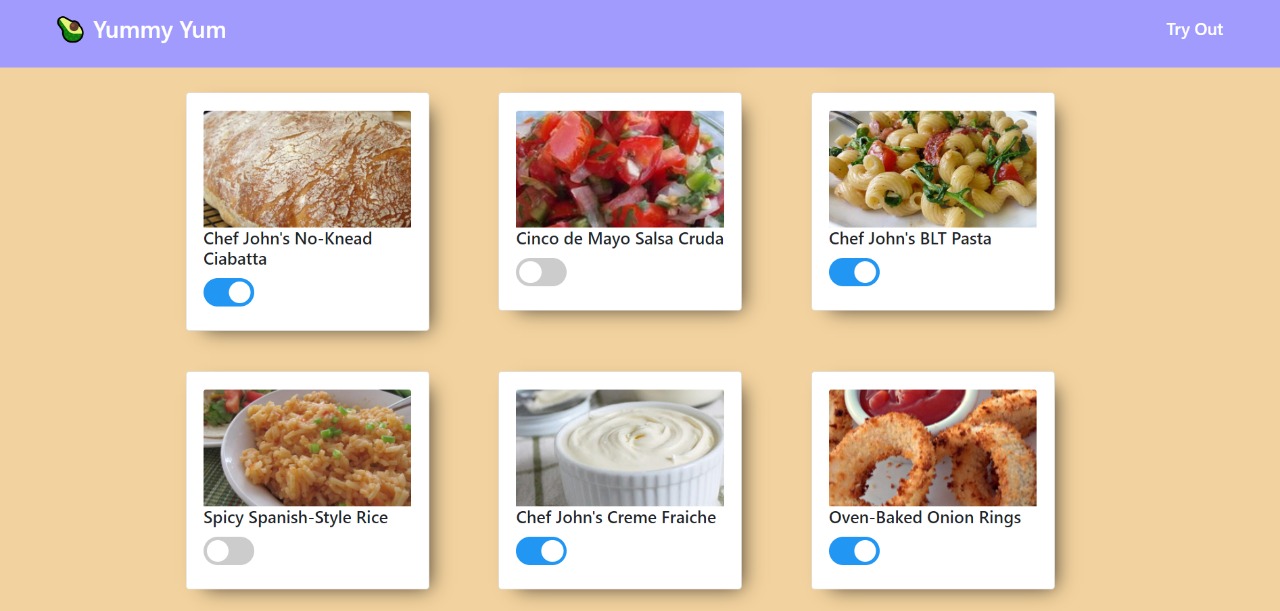 Yummy Yum
Try Out
Chef John's No-Knead
Ciabatta
Cinco de Mayo Salsa Cruda
Chef John's BLT Pasta
Spicy Spanish-Style Rice
Chef John's Creme Fraiche
Oven-Baked Onion Rings